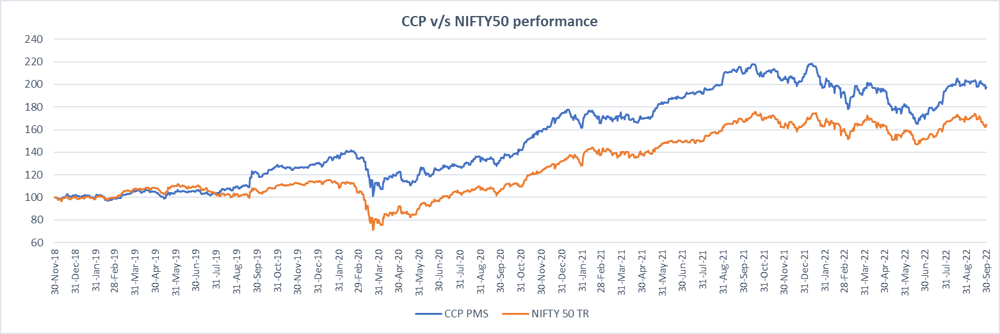 CCP v/s NIFTY50 performance
240
220
200
180
160
140
120
100
80
60
30-Nov-18
31-Dec-18
31-Jan-19
28-Feb-19
31-Mar-19
30-Apr-19
31-May-19
30-Jun-19
31-Jul-19
31-Aug-19
30-Sep-19
31-Oct-19
30-Nov-19
31-Dec-19
31-Jan-20
29-Feb-20
31-Mar-20
30-Apr-20
31-May-20
30-Jun-20
31-Jul-20
31-Aug-20
30-Sep-20
31-Oct-20
30-Nov-20
31-Dec-20
31-Jan-21
28-Feb-21
31-Mar-21
30-Apr-21
31-May-21
30-Jun-21
31-Jul-21
31-Aug-21
30-Sep-21
31-Oct-21
30-Nov-21
31-Dec-21
31-Jan-22
28-Feb-22
31-Mar-22
30-Apr-22
31-May-22
30-Jun-22
31-Jul-22
31-Aug-22
30-Sep-22
CCP PMS
NIFTY 50 TR